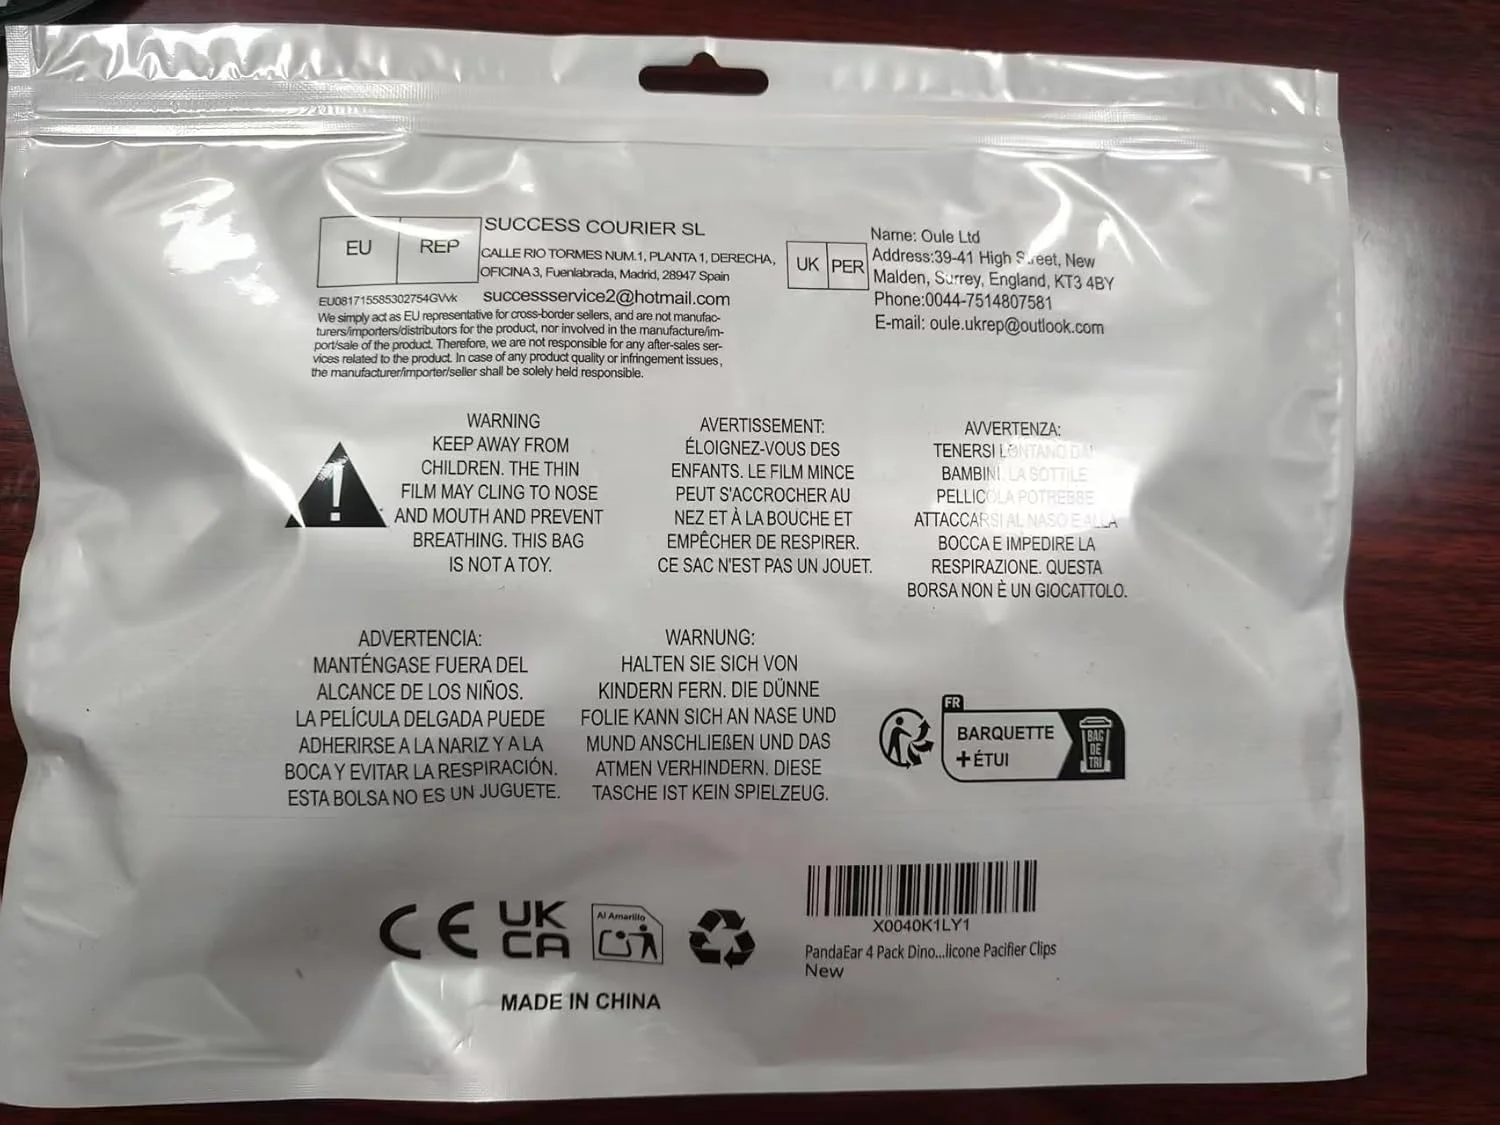 EU REP
SUCCESS COURIER SL
CALLE RIO TORMES NUM.1, PLANTA 1, DERECHA,
OFICINA 3, Fuenlabrada, Madrid, 28947 Spain
successservice2@hotmail.com
We simply act as EU representative for cross-border sellers, and are not manufac-
turers/importers/distributors for the product, nor involved in the manufacture/im-
port/sale of the product. Therefore, we are not responsible for any after-sales ser-
vices related to the product. In case of any product quality or infringement issues,
the manufacturer/importer/seller shall be solely held responsible.
UK PER
Name: Oule Ltd
Address:39-41 High Street, New
Malden, Surrey, England, KT3 4BY
Phone:0044-7514807581
E-mail: oule.ukrep@outlook.com
WARNING
KEEP AWAY FROM
CHILDREN. THE THIN
FILM MAY CLING TO NOSE
AND MOUTH AND PREVENT
BREATHING. THIS BAG
IS NOT A TOY.
AVERTISSEMENT:
ÉLOIGNEZ-VOUS DES
ENFANTS. LE FILM MINCE
PEUT S'ACCROCHER AU
NEZ ET À LA BOUCHE ET
EMPÊCHER DE RESPIRER.
CE SAC N'EST PAS UN JOUET.
AVVERTENZA:
TENERSI LONTANO DAI
BAMBINI. LA SOTTILE
PELLICOLA POTREBBE
ATTACCARSI AL NASO E ALLA
BOCCA E IMPEDIRE LA
RESPIRAZIONE. QUESTA
BORSA NON È UN GIOCATTOLO.
ADVERTENCIA:
MANTÉNGASE FUERA DEL
ALCANCE DE LOS NIÑOS.
LA PELÍCULA DELGADA PUEDE
ADHERIRSE A LA NARIZ Y A LA
BOCA Y EVITAR LA RESPIRACIÓN.
ESTA BOLSA NO ES UN JUGUETE.
WARNUNG:
HALTEN SIE SICH VON
KINDERN FERN. DIE DÜNNE
FOLIE KANN SICH AN NASE UND
MUND ANSCHLIEßEN UND DAS
ATMEN VERHINDERN. DIESE
TASCHE IST KEIN SPIELZEUG.
FR
BARQUETTE
+ÉTUI
BAC
DE
TRI
CE
UK
CA
Al Amarillo
MADE IN CHINA
X0040K1LY1
PandaEar 4 Pack Dino...licone Pacifier Clips
New